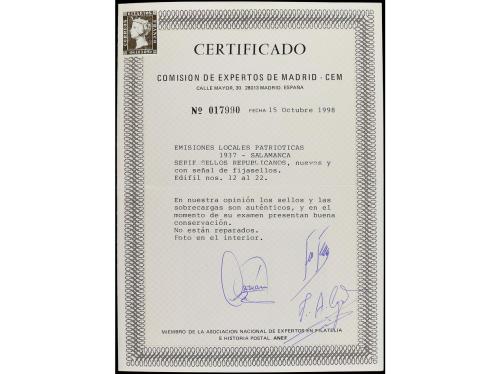 CERTIFICADO
COMISION DE EXPERTOS DE MADRID - CEM
CALLE MAYOR, 30. 28013 MADRID. ESPAÑA
Nº 017990 FECHA 15 Octubre 1998
EMISIONES LOCALES PATRIOTICAS
1937 - SALAMANCA
SERIE SELLOS REPUBLICANOS, nuevos y
con señal de fijasellos.
Edifil nos. 12 al 22.
En nuestra opinión los sellos y las
sobrecargas son auténticos, y en el
momento de su examen presentan buena
conservación.
No están reparados.
Foto en el interior.
MIEMBRO DE LA ASOCIACION NACIONAL DE EXPERTOS EN FILATELIA
E HISTORIA POSTAL ANEF